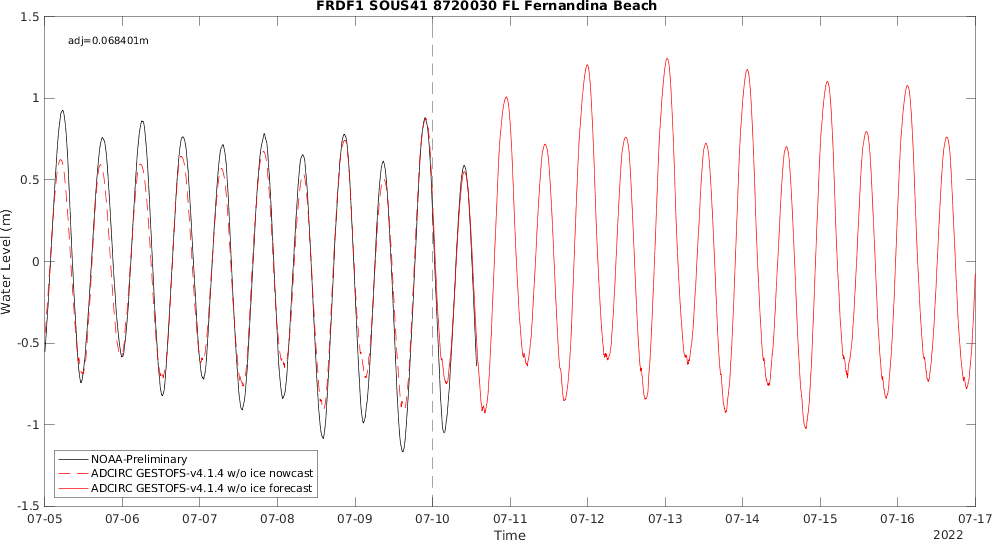 FRDF1 SOUS41 8720030 FL Fernandina Beach
adj=0.068401m
1.5
1
0.5
0
-0.5
-1
-1.5
Water Level (m)
NOAA-Preliminary
ADCIRC GESTOFS-v4.1.4 w/o ice nowcast
ADCIRC GESTOFS-v4.1.4 w/o ice forecast
07-05 07-06 07-07 07-08 07-09 07-10 07-11 07-12 07-13 07-14 07-15 07-16 07-17
Time
2022